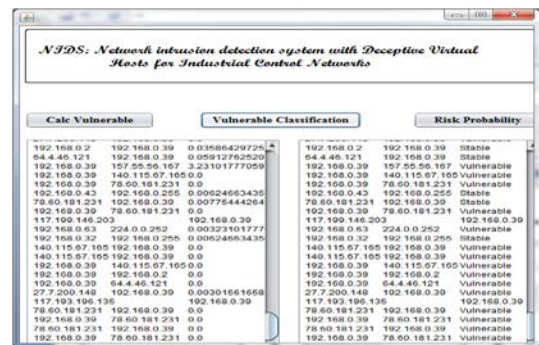 NIDS: Network intrusion detection system with Deceptive Virtual
Hosts for Industrial Control Networks
Calc Vulnerable
Vulnerable Classification
Risk Probability
192.168.0.2 192.168.0.39 0.03586429725
64.4.46.121 192.168.0.39 0.05912762520
192.168.0.39 157.55.56.167 3.23101777059
192.168.0.39 140.115.67.165 0.0
192.168.0.39 78.60.181.231 0.0
192.168.0.43 192.168.0.255 0.00624663435
78.60.181.231 192.168.0.39 0.00775444264
192.168.0.39 78.60.181.231 0.0
117.199.146.203 192.168.0.39
192.168.0.63 224.0.0.252 0.00323101777
192.168.0.32 192.168.0.255 0.00624663435
140.115.67.165 192.168.0.39 0.0
140.115.67.165 192.168.0.39 0.0
192.168.0.39 140.115.67.165 0.0
192.168.0.39 192.168.0.2 0.0
192.168.0.39 64.4.46.121 0.0
27.7.200.148 192.168.0.39 0.00301661658
117.193.196.135 192.168.0.39
78.60.181.231 192.168.0.39 0.0
192.168.0.39 78.60.181.231 0.0
78.60.181.231 192.168.0.39 0.0
192.168.0.39 78.60.181.231 0.0
192.168.0.2 192.168.0.39 Stable
64.4.46.121 192.168.0.39 Stable
192.168.0.39 157.55.56.167 Vulnerable
192.168.0.39 140.115.67.165 Vulnerable
192.168.0.39 78.60.181.231 Vulnerable
192.168.0.43 192.168.0.255 Stable
78.60.181.231 192.168.0.39 Stable
192.168.0.39 78.60.181.231 Vulnerable
117.199.146.203 192.168.0.39
192.168.0.63 224.0.0.252 Vulnerable
192.168.0.32 192.168.0.255 Stable
140.115.67.165 192.168.0.39 Vulnerable
140.115.67.165 192.168.0.39 Vulnerable
192.168.0.39 140.115.67.165 Vulnerable
192.168.0.39 192.168.0.2 Vulnerable
192.168.0.39 64.4.46.121 Vulnerable
27.7.200.148 192.168.0.39 Vulnerable
117.193.196.135 192.168.0.39
78.60.181.231 192.168.0.39 Vulnerable
192.168.0.39 78.60.181.231 Vulnerable
78.60.181.231 192.168.0.39 Vulnerable
192.168.0.39 78.60.181.231 Vulnerable